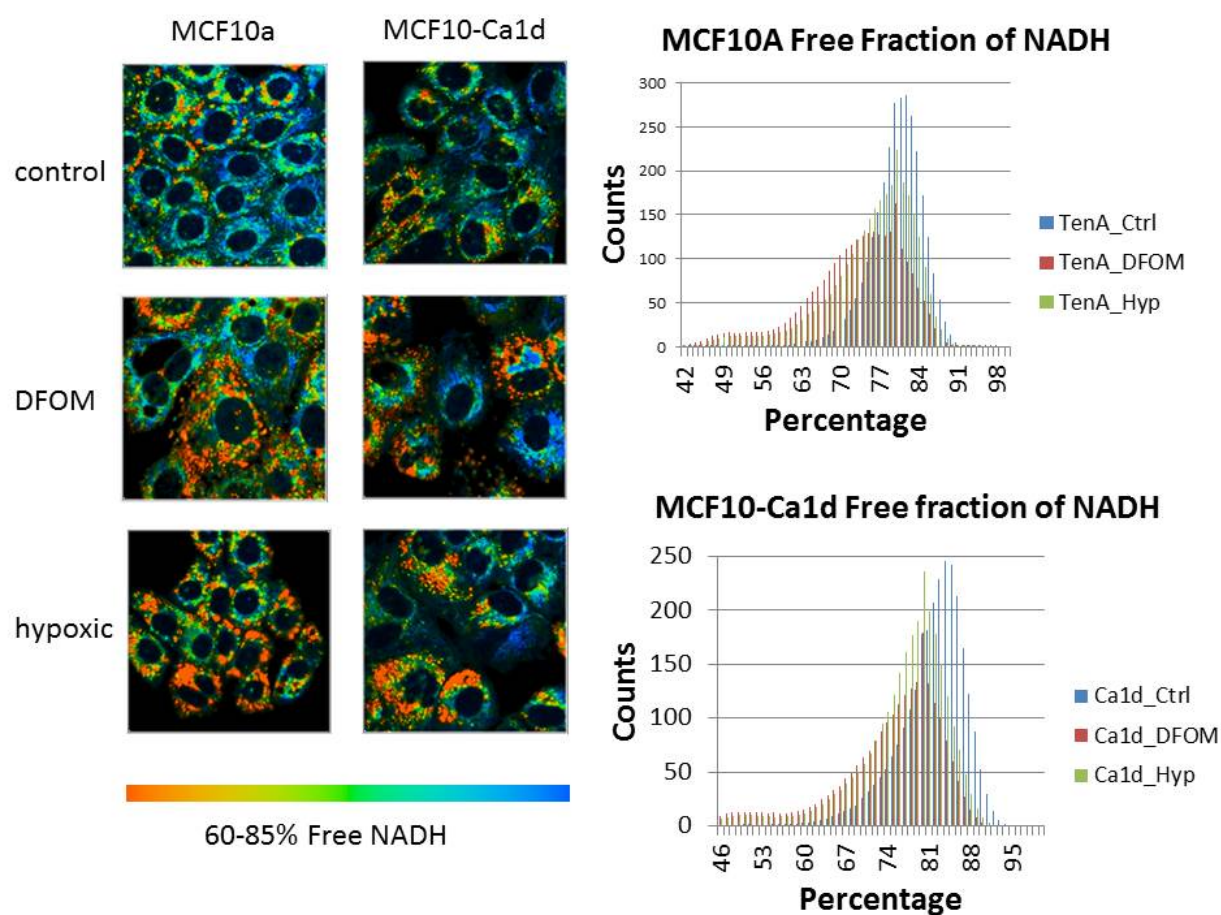 MCF10a
MCF10-Ca1d
control
DFOM
hypoxic
60-85% Free NADH
MCF10A Free Fraction of NADH
300
250
200
150
100
50
0
Counts
42
49
56
63
70
77
84
91
98
Percentage
TenA_Ctrl
TenA_DFOM
TenA_Hyp
MCF10-Ca1d Free fraction of NADH
250
200
150
100
50
0
Counts
46
53
60
67
74
81
88
95
Percentage
Ca1d_Ctrl
Ca1d_DFOM
Ca1d_Hyp